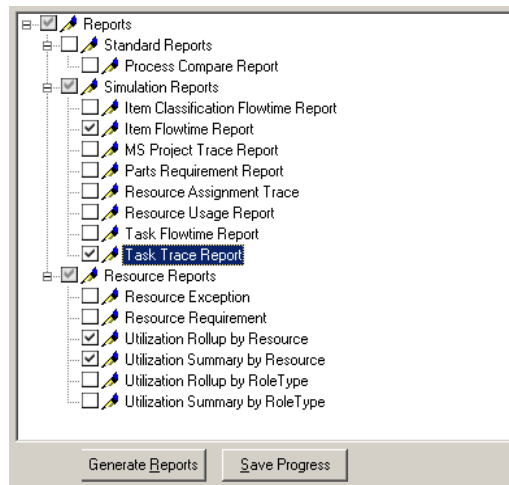 Reports
Standard Reports
Process Compare Report
Simulation Reports
Item Classification Flowtime Report
Item Flowtime Report
MS Project Trace Report
Parts Requirement Report
Resource Assignment Trace
Resource Usage Report
Task Flowtime Report
Task Trace Report
Resource Reports
Resource Exception
Resource Requirement
Utilization Rollup by Resource
Utilization Summary by Resource
Utilization Rollup by RoleType
Utilization Summary by RoleType
Generate Reports Save Progress